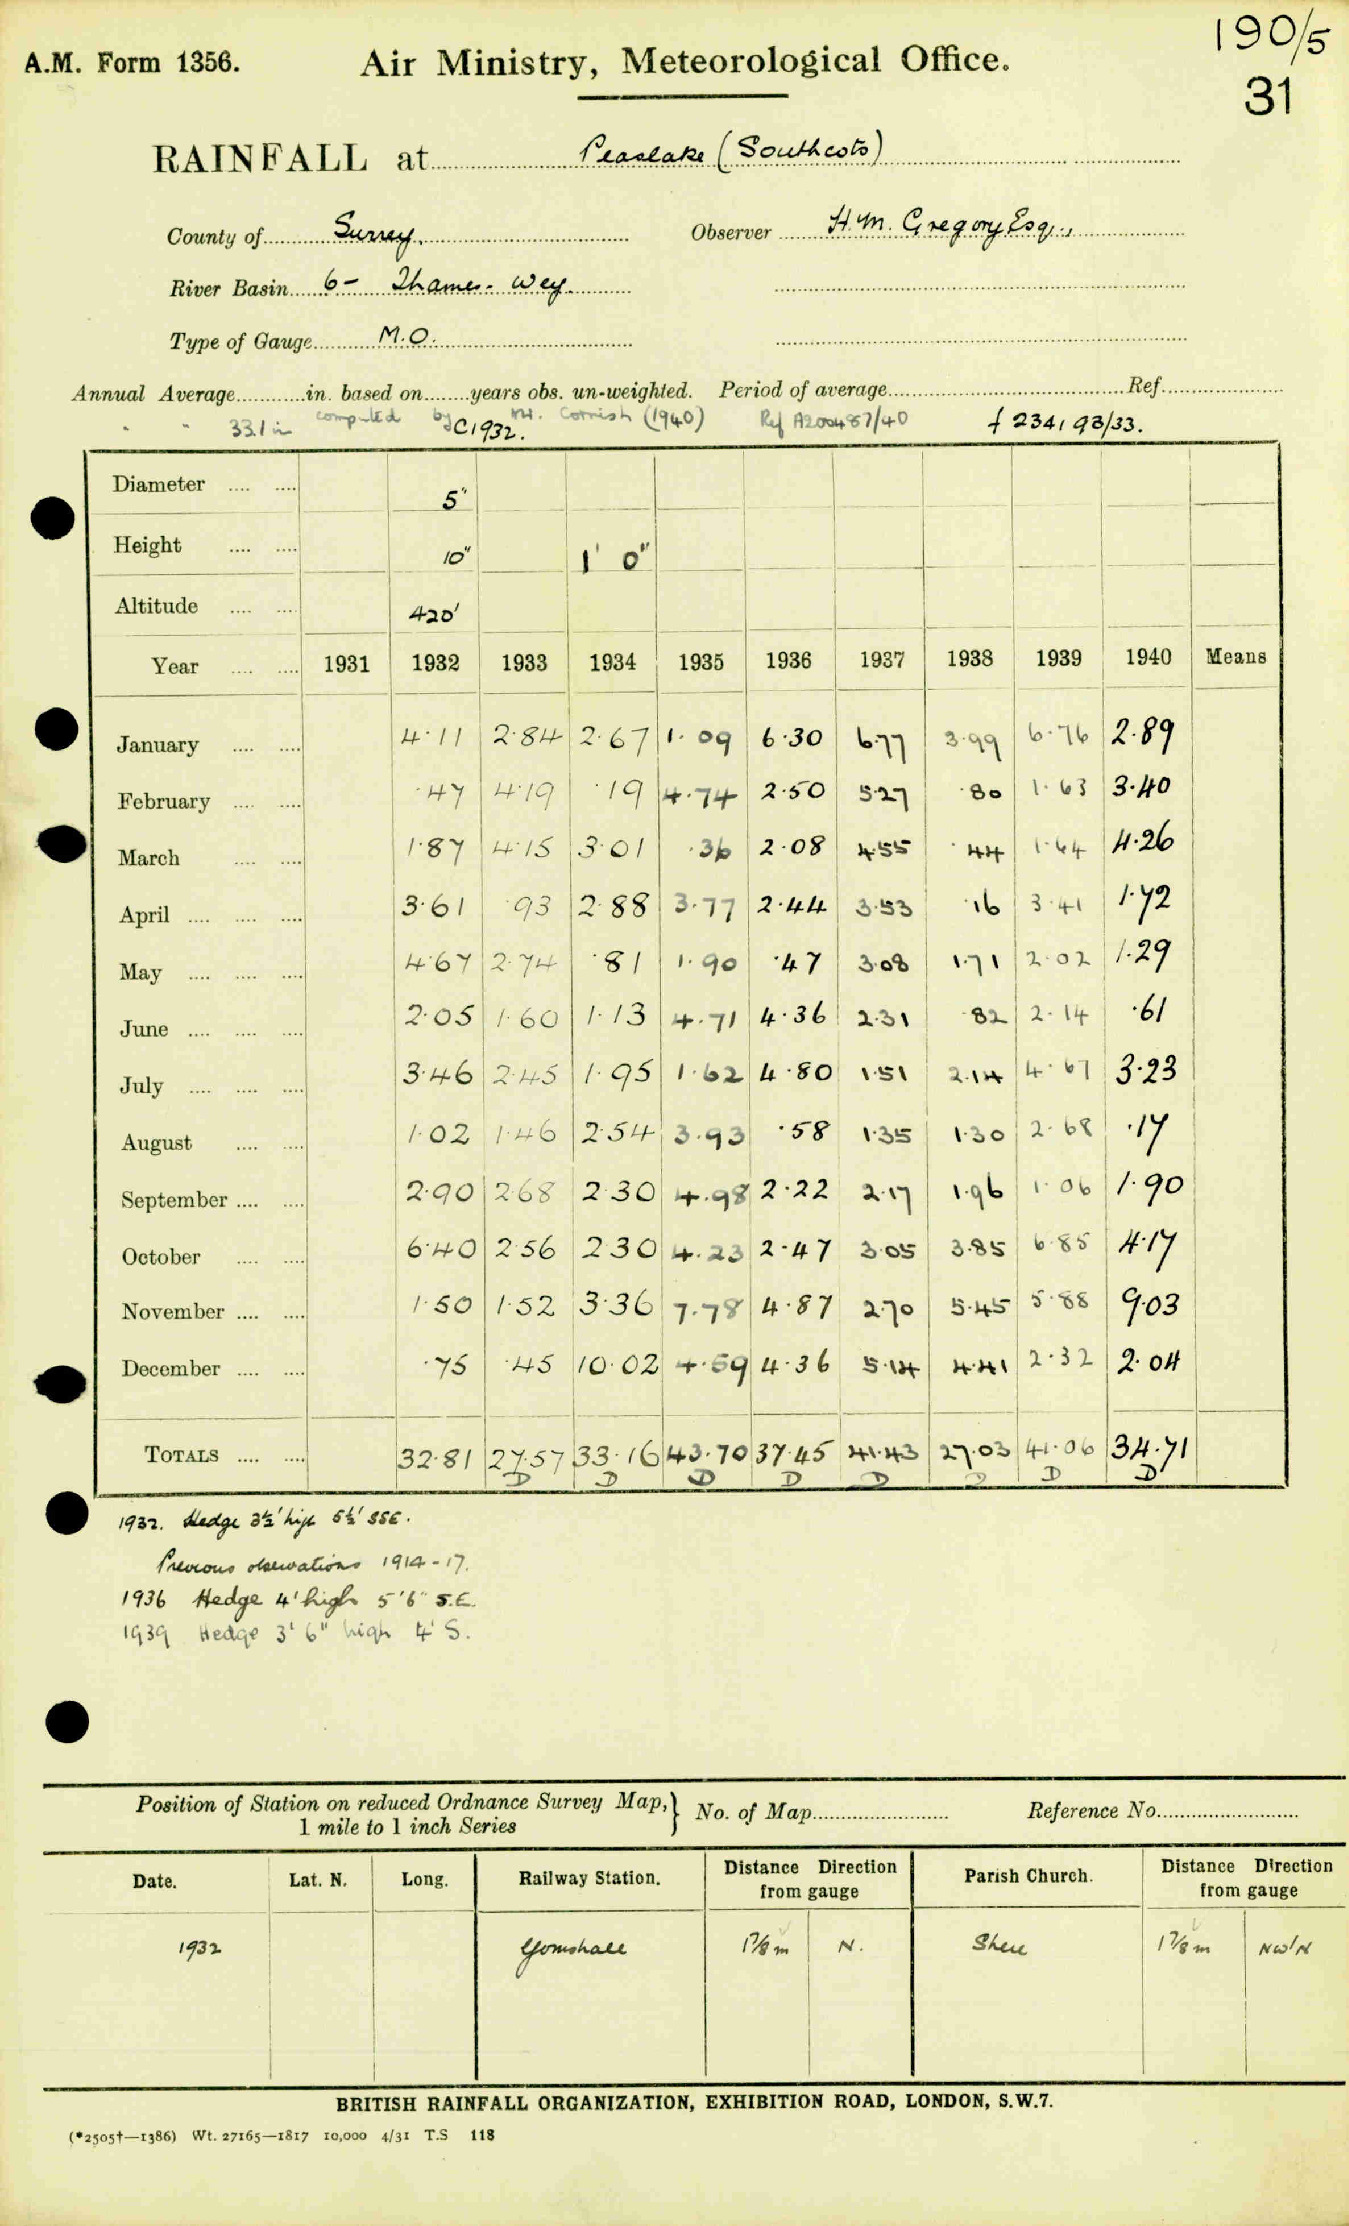 190/5
A.M. Form 1356. Air Ministry, Meteorological Office.
31
RAINFALL at Peaslake (Southcots)
County of Surrey. Observer H.M. Gregory Esq.,
River Basin 6- Thames. Wey.
Type of Gauge M.O.
Annual Average in. based on years obs. un-weighted. Period of average Ref.
" " 33.1 in computed by Mr. Cornish (1940) Ref A200487/40 f 234193/33.
C1932.
Diameter 5"
Height 10" 1' 0"
Altitude 420'
Year 1931 1932 1933 1934 1935 1936 1937 1938 1939 1940 Means
January 4.11 2.84 2.67 1.09 6.30 6.77 3.99 6.76 2.89
February .47 4.19 .19 4.74 2.50 5.27 .80 1.63 3.40
March 1.87 4.15 3.01 .36 2.08 4.55 .44 1.64 4.26
April 3.61 .93 2.88 3.77 2.44 3.53 .16 3.41 1.72
May 4.67 2.74 .81 1.90 .47 3.08 1.71 2.02 1.29
June 2.05 1.60 1.13 4.71 4.36 2.31 .82 2.14 .61
July 3.46 2.45 1.95 1.62 4.80 1.51 2.14 4.67 3.23
August 1.02 1.46 2.54 3.93 .58 1.35 1.30 2.68 .17
September 2.90 2.68 2.30 4.98 2.22 2.17 1.96 1.06 1.90
October 6.40 2.56 2.30 4.23 2.47 3.05 3.85 6.85 4.17
November 1.50 1.52 3.36 7.78 4.87 2.70 5.45 5.88 9.03
December .75 .45 10.02 4.59 4.36 5.14 4.41 2.32 2.04
TOTALS 32.81 27.57 33.16 43.70 37.45 41.43 27.03 41.06 34.71
D D D D D D D D
1932. Hedge 3½' high 5½' SSE.
Previous observations 1914-17.
1936 Hedge 4' high 5'6" S.E.
1939 Hedge 3' 6" high 4' S.
Position of Station on reduced Ordnance Survey Map, 1 mile to 1 inch Series } No. of Map Reference No.
Date. Lat. N. Long. Railway Station. Distance Direction from gauge Parish Church. Distance Direction from gauge
1932 Gomshall 1⅞ m N. Shere 1⅞ m NW'N
BRITISH RAINFALL ORGANIZATION, EXHIBITION ROAD, LONDON, S.W.7.
(*2505†—1386) Wt. 27165—1817 10,000 4/31 T.S 118